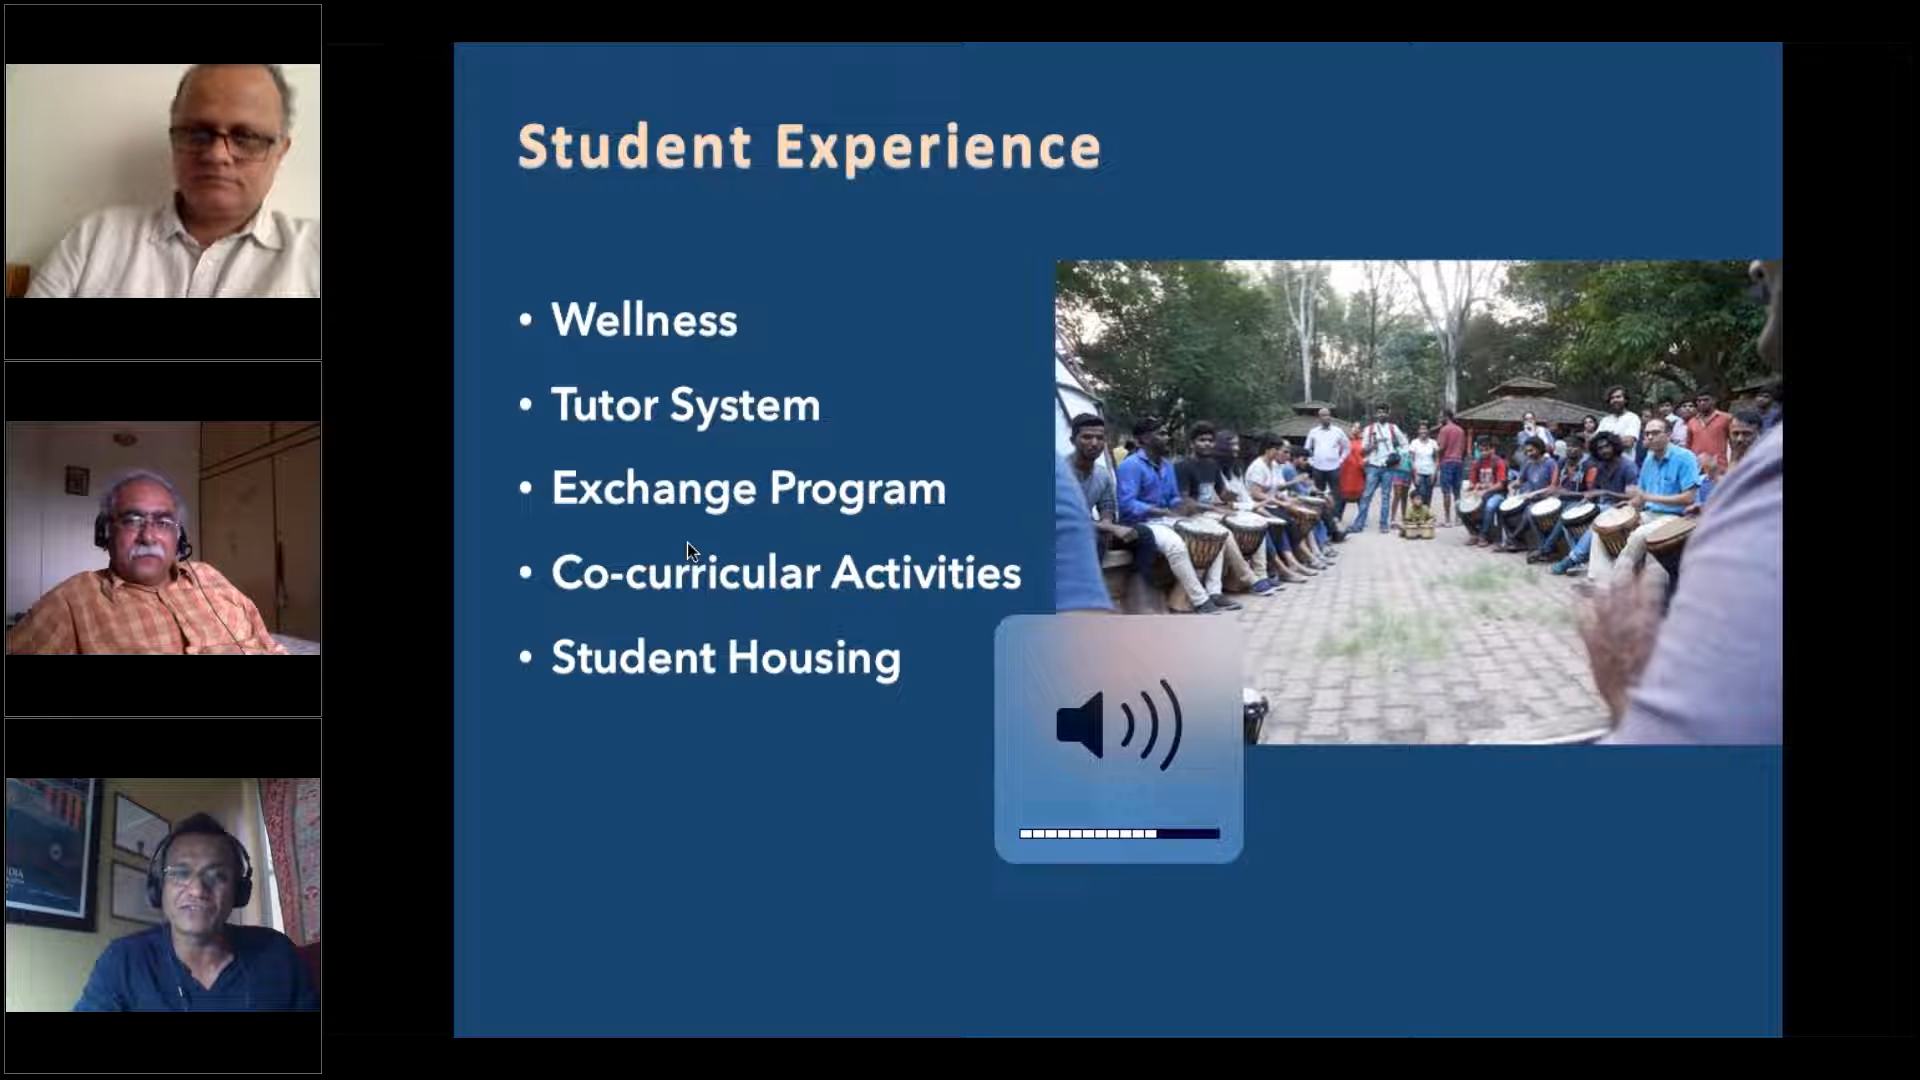 Student Experience
• Wellness
• Tutor System
• Exchange Program
• Co-curricular Activities
• Student Housing